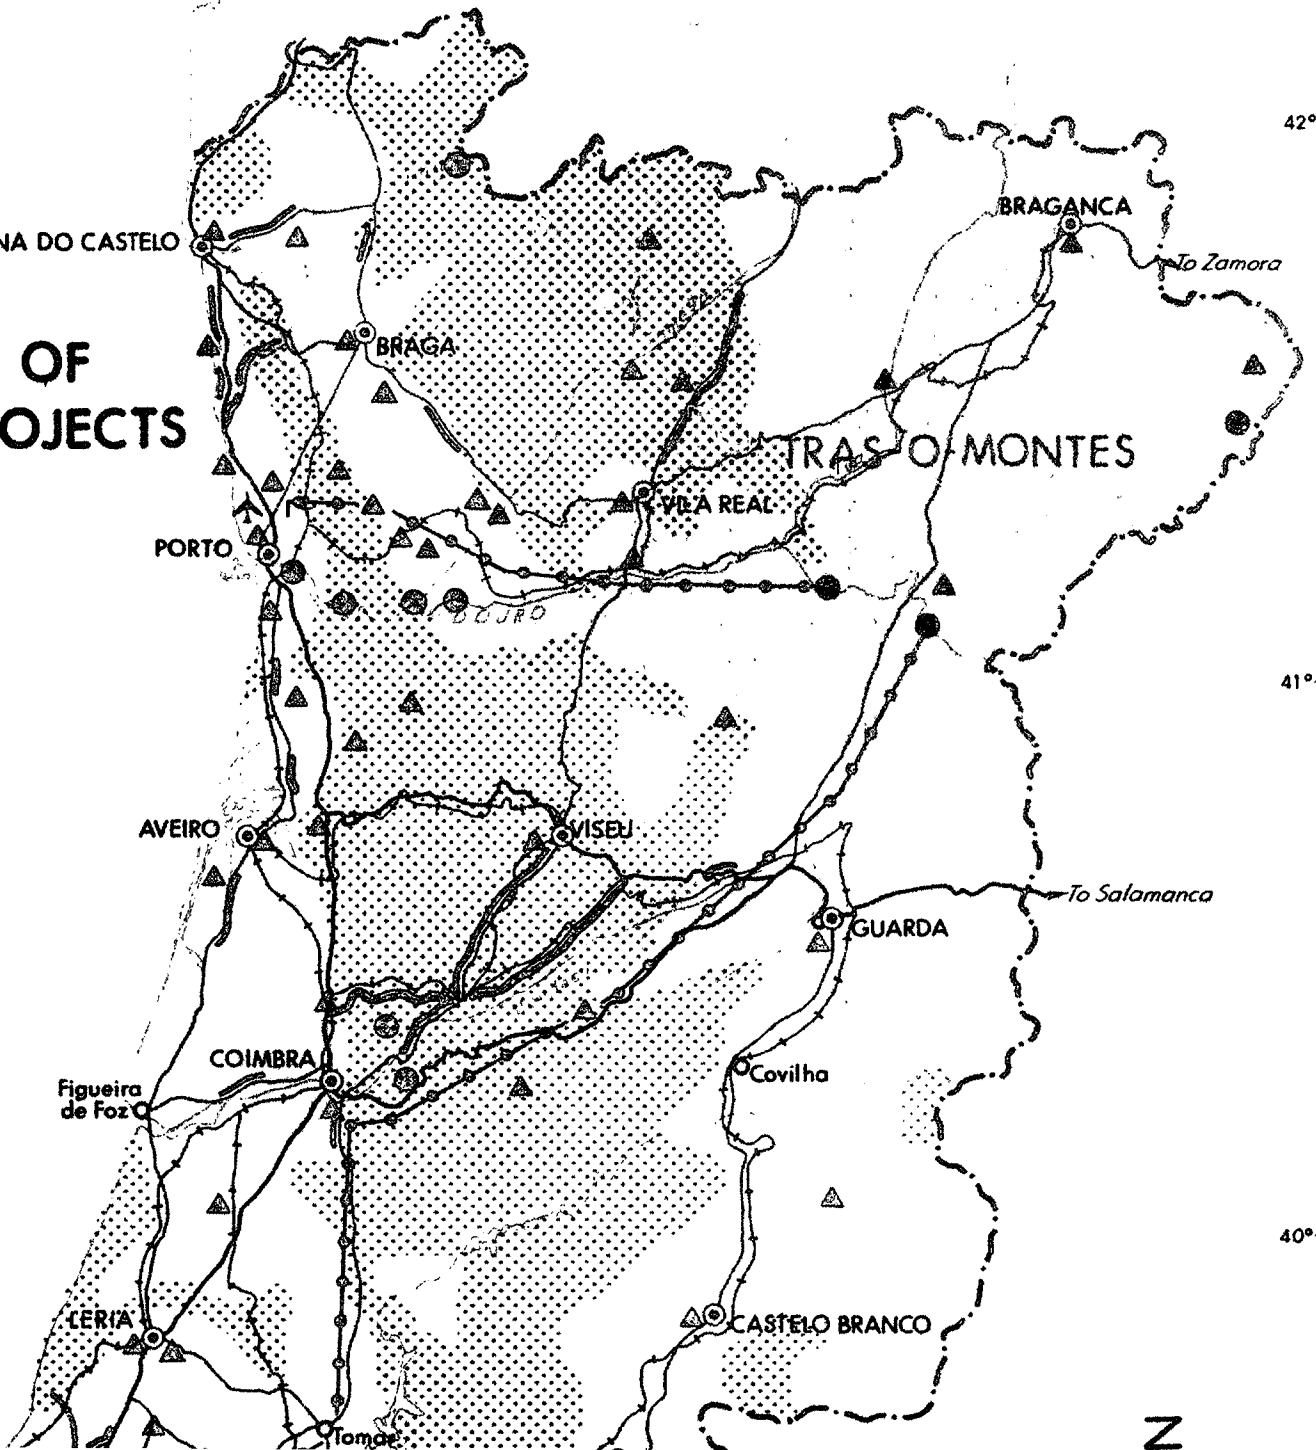 42°
BRAGANCA
NA DO CASTELO
To Zamora
OF
OJECTS
BRAGA
TRAS O MONTES
VILA REAL
PORTO
DOURO
41°
AVEIRO
VISEU
To Salamanca
GUARDA
COIMBRA
Covilha
Figueira
de Foz
40°
LERIA
CASTELO BRANCO
Tomar
Z